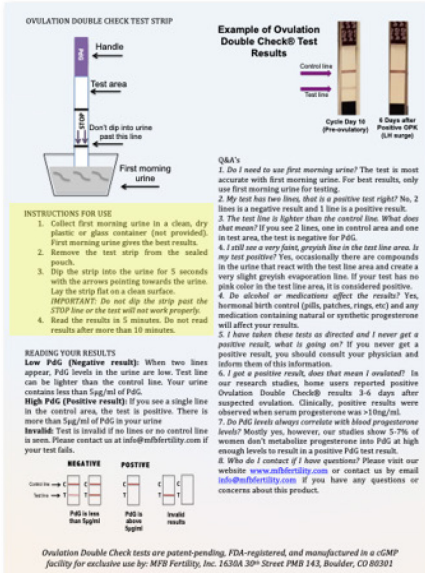 OVULATION DOUBLE CHECK TEST STRIP
Handle
PdG
Test area
STOP
Don't dip into urine
past this line
First morning
urine
INSTRUCTIONS FOR USE
1. Collect first morning urine in a clean, dry
plastic or glass container (not provided).
First morning urine gives the best results.
2. Remove the test strip from the sealed
pouch.
3. Dip the strip into the urine for 5 seconds
with the arrows pointing towards the urine.
Lay the strip flat on a clean surface.
IMPORTANT: Do not dip the strip past the
STOP line or the test will not work properly.
4. Read the results in 5 minutes. Do not read
results after more than 10 minutes.
READING YOUR RESULTS
Low PdG (Negative result): When two lines
appear, PdG levels in the urine are low. Test line
can be lighter than the control line. Your urine
contains less than 5µg/ml of PdG.
High PdG (Positive result): If you see a single line
in the control area, the test is positive. There is
more than 5µg/ml of PdG in your urine
Invalid: Test is invalid if no lines or no control line
is seen. Please contact us at info@mfbfertility.com if
your test fails.
NEGATIVE POSTIVE
Control line C C C C
Test line T T T T
PdG is less
than 5µg/ml
PdG is
above
5µg/ml
Invalid
results
Example of Ovulation
Double Check® Test
Results
Control line
Test line
Cycle Day 10
(Pre-ovulatory)
6 Days after
Positive OPK
(LH surge)
Q&A's
1. Do I need to use first morning urine? The test is most
accurate with first morning urine. For best results, only
use first morning urine for testing.
2. My test has two lines, that is a positive test right? No, 2
lines is a negative result and 1 line is a positive result.
3. The test line is lighter than the control line. What does
that mean? If you see 2 lines, one in control area and one
in test area, the test is negative for PdG.
4. I still see a very faint, greyish line in the test line area. Is
my test positive? Yes, occasionally there are compounds
in the urine that react with the test line area and create a
very slight greyish evaporation line. If your test has no
pink color in the test line area, it is considered positive.
4. Do alcohol or medications affect the results? Yes,
hormonal birth control (pills, patches, rings, etc) and any
medication containing natural or synthetic progesterone
will affect your results.
5. I have taken these tests as directed and I never get a
positive result, what is going on? If you never get a
positive result, you should consult your physician and
inform them of this information.
6. I got a positive result, does that mean I ovulated? In
our research studies, home users reported positive
Ovulation Double Check® results 3-6 days after
suspected ovulation. Clinically, positive results were
observed when serum progesterone was >10ng/ml.
7. Do PdG levels always correlate with blood progesterone
levels? Mostly yes, however, our studies show 5-7% of
women don't metabolize progesterone into PdG at high
enough levels to result in a positive PdG test result.
8. Who do I contact if I have questions? Please visit our
website www.mfbfertility.com or contact us by email
info@mfbfertility.com if you have any questions or
concerns about this product.
Ovulation Double Check tests are patent-pending, FDA-registered, and manufactured in a cGMP
facility for exclusive use by: MFB Fertility, Inc. 1630A 30th Street PMB 143, Boulder, CO 80301